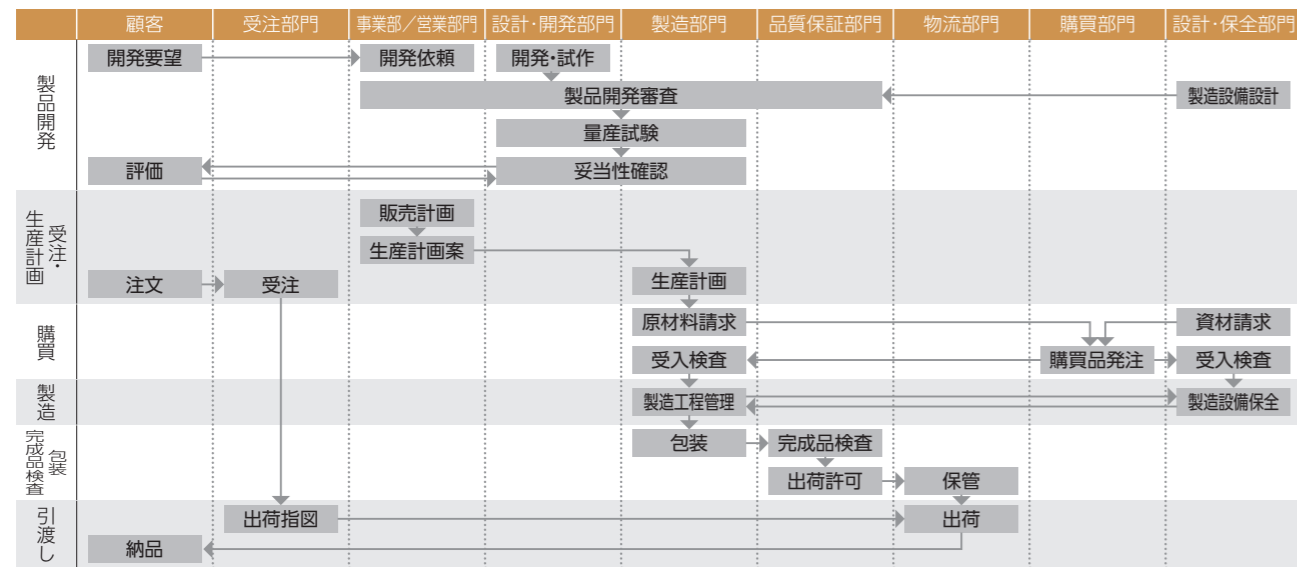 顧客 受注部門 事業部/営業部門 設計・開発部門 製造部門 品質保証部門 物流部門 購買部門 設計・保全部門
製品開発
開発要望 開発依頼 開発・試作
製品開発審査 製造設備設計
量産試験
評価 妥当性確認
受注・
生産計画
販売計画
生産計画案
注文 受注 生産計画
購買
原材料請求 資材請求
受入検査 購買品発注 受入検査
製造
製造工程管理 製造設備保全
包装
完成品検査
包装 完成品検査
出荷許可 保管
引渡し
出荷指図 出荷
納品